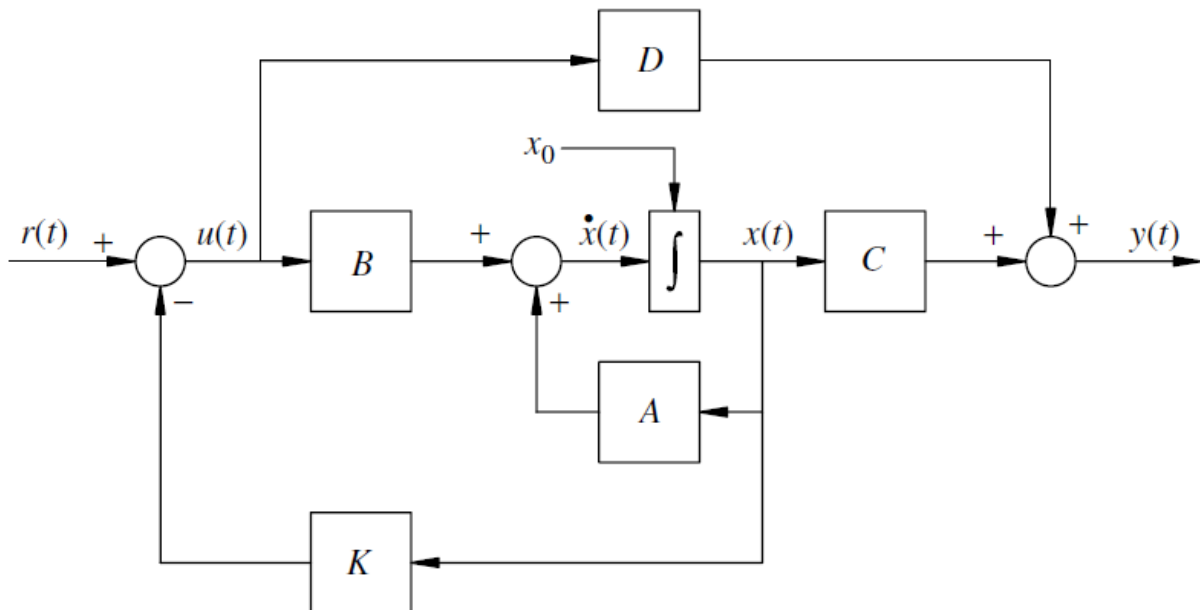 D
x₀
r(t) + u(t) B + ẋ(t) ∫ x(t) C + + y(t)
− +
A
K